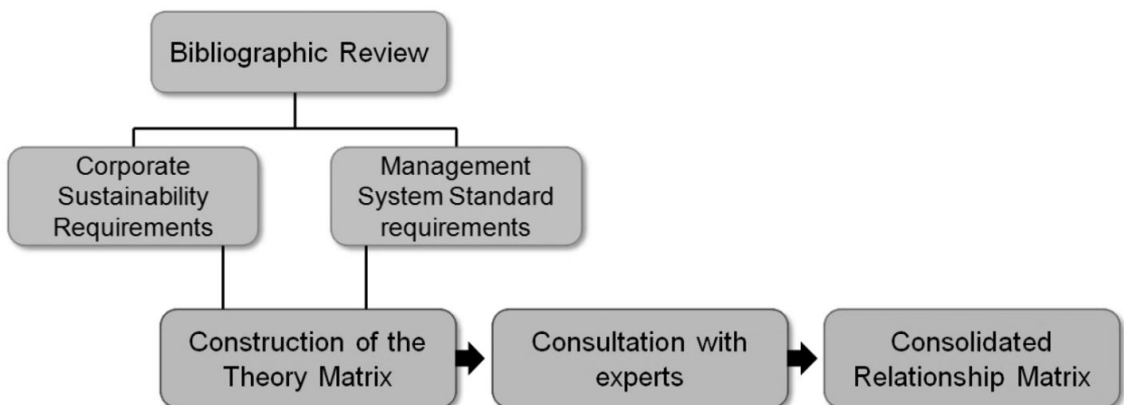 Bibliographic Review
Corporate
Sustainability
Requirements
Management
System Standard
requirements
Construction of the
Theory Matrix
Consultation with
experts
Consolidated
Relationship Matrix